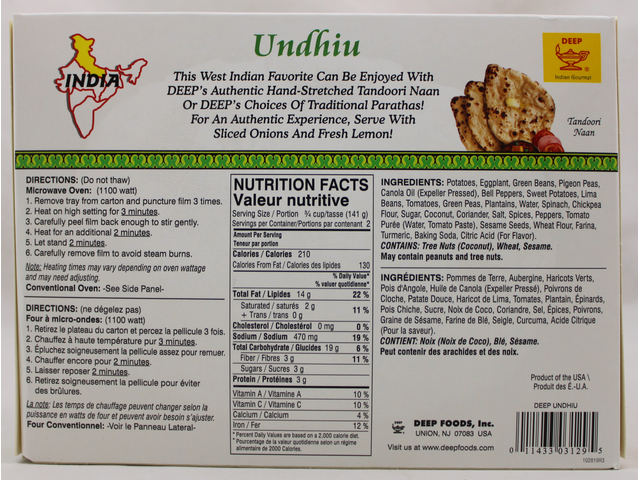 INDIA
Undhiu
This West Indian Favorite Can Be Enjoyed With
DEEP's Authentic Hand-Stretched Tandoori Naan
Or DEEP's Choices Of Traditional Parathas!
For An Authentic Experience, Serve With
Sliced Onions And Fresh Lemon!
DEEP
Indian Gourmet
Tandoori
Naan
DIRECTIONS: (Do not thaw)
Microwave Oven: (1100 watt)
1. Remove tray from carton and puncture film 3 times.
2. Heat on high setting for 3 minutes.
3. Carefully peel film back enough to stir gently.
4. Heat for an additional 2 minutes.
5. Let stand 2 minutes.
6. Carefully remove film to avoid steam burns.
Note: Heating times may vary depending on oven wattage
and may need adjusting.
Conventional Oven: -See Side Panel-
DIRECTIONS: (ne dégelez pas)
Four à micro-ondes: (1100 watt)
1. Retirez le plateau du carton et percez la pellicule 3 fois.
2. Chauffez à haute température pur 3 minutes.
3. Épluchez soigneusement la pellicule assez pour remuer.
4. Chauffer encore pour 2 minutes.
5. Laisser reposer 2 minutes.
6. Retirez soigneusement la pellicule pour éviter
des brûlures.
La note: Les temps de chauffage peuvent changer selon la
puissance en watts de four et peuvent avoir besoin s'ajuster.
Four Conventionnel: -Voir le Panneau Lateral-
NUTRITION FACTS
Valeur nutritive
Serving Size / Portion ¾ cup/tasse (141 g)
Servings per Container/Portions par contenant 2
Amount Per Serving
Teneur par portion
Calories / Calories 210
Calories From Fat / Calories des lipides 130
% Daily Value*
% valeur quotidienne*
Total Fat / Lipides 14 g 22 %
Saturated / saturés 2 g
+ Trans / trans 0 g 11 %
Cholesterol / Cholestérol 0 mg 0 %
Sodium / Sodium 470 mg 19 %
Total Carbohydrate / Glucides 19 g 6 %
Fiber / Fibres 3 g 11 %
Sugars / Sucres 3 g
Protein / Protéines 3 g
Vitamin A / Vitamine A 10 %
Vitamin C / Vitamine C 10 %
Calcium / Calcium 4 %
Iron / Fer 12 %
* Percent Daily Values are based on a 2,000 calorie diet.
* Pourcentage de la valeur quotidienne selon un régime
alimentaire de 2000 Calories.
INGREDIENTS: Potatoes, Eggplant, Green Beans, Pigeon Peas,
Canola Oil (Expeller Pressed), Bell Peppers, Sweet Potatoes, Lima
Beans, Tomatoes, Green Peas, Plantains, Water, Spinach, Chickpea
Flour, Sugar, Coconut, Coriander, Salt, Spices, Peppers, Tomato
Purée (Water, Tomato Paste), Sesame Seeds, Wheat Flour, Farina,
Turmeric, Baking Soda, Citric Acid (For Flavor).
CONTAINS: Tree Nuts (Coconut), Wheat, Sesame.
May contain peanuts and tree nuts.
INGRÉDIENTS: Pommes de Terre, Aubergine, Haricots Verts,
Pois d'Angole, Huile de Canola (Expeller Pressé), Poivrons de
Cloche, Patate Douce, Haricot de Lima, Tomates, Plantain, Épinards,
Pois Chiche, Sucre, Noix de Coco, Coriandre, Sel, Épices, Poivrons,
Graine de Sésame, Farine de Blé, Seigle, Curcuma, Acide Citrique
(Pour la saveur).
CONTIENT: Noix (Noix de Coco), Blé, Sésame.
Peut contenir des arachides et des noix.
Product of the USA \
Produit des É.-U.A.
DEEP UNDHIU
DEEP FOODS, Inc.
UNION, NJ 07083 USA
Visit us at www.deepfoods.com
0 11433 03129 5
102819R3